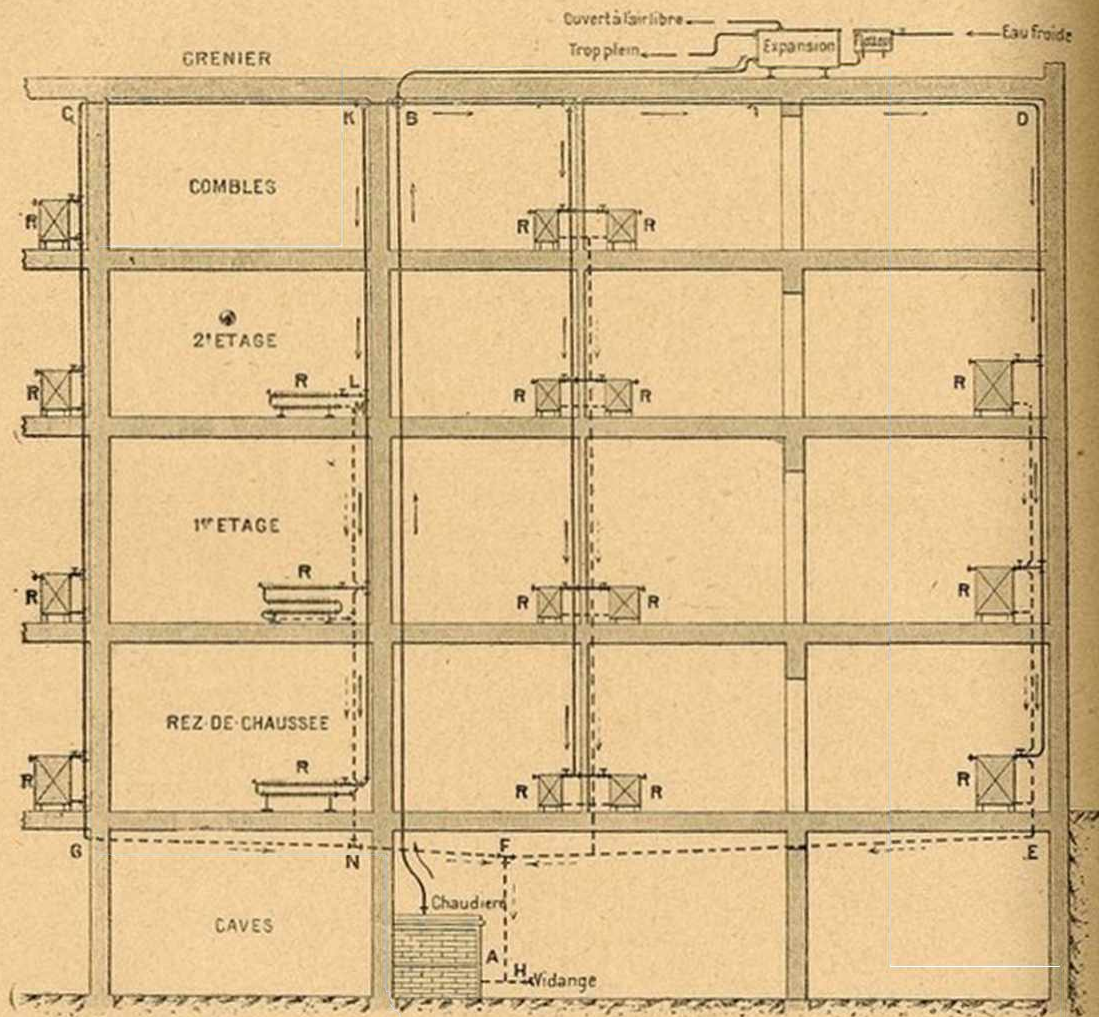 Ouvert à l'air libre
Trop plein
Expansion
Eau froide
GRENIER
C
K
B
D
COMBLES
R
R
R
2e ETAGE
R
L
M
R
R
R
R
1er ETAGE
R
R
R
R
R
REZ-DE-CHAUSSEE
R
R
R
R
R
G
N
F
E
Chaudière
CAVES
A
H
Vidange